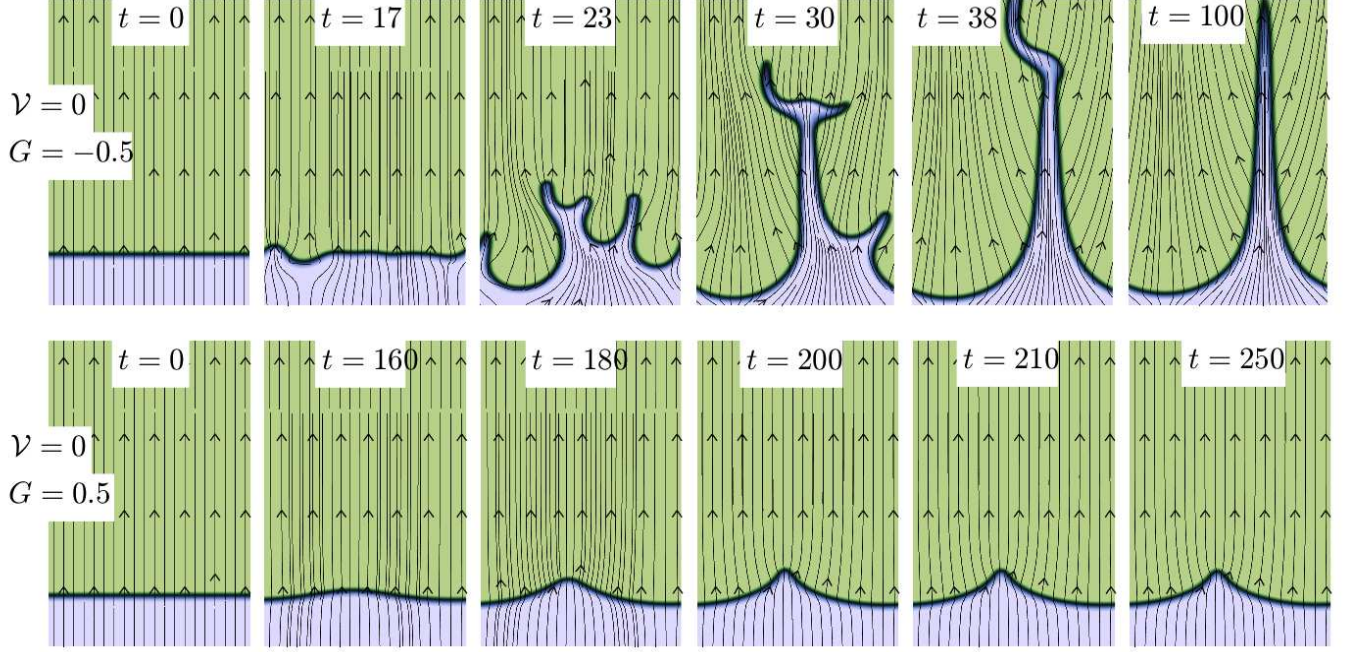 t = 0
t = 17
t = 23
t = 30
t = 38
t = 100
𝒱 = 0
G = −0.5
t = 0
t = 160
t = 180
t = 200
t = 210
t = 250
𝒱 = 0
G = 0.5